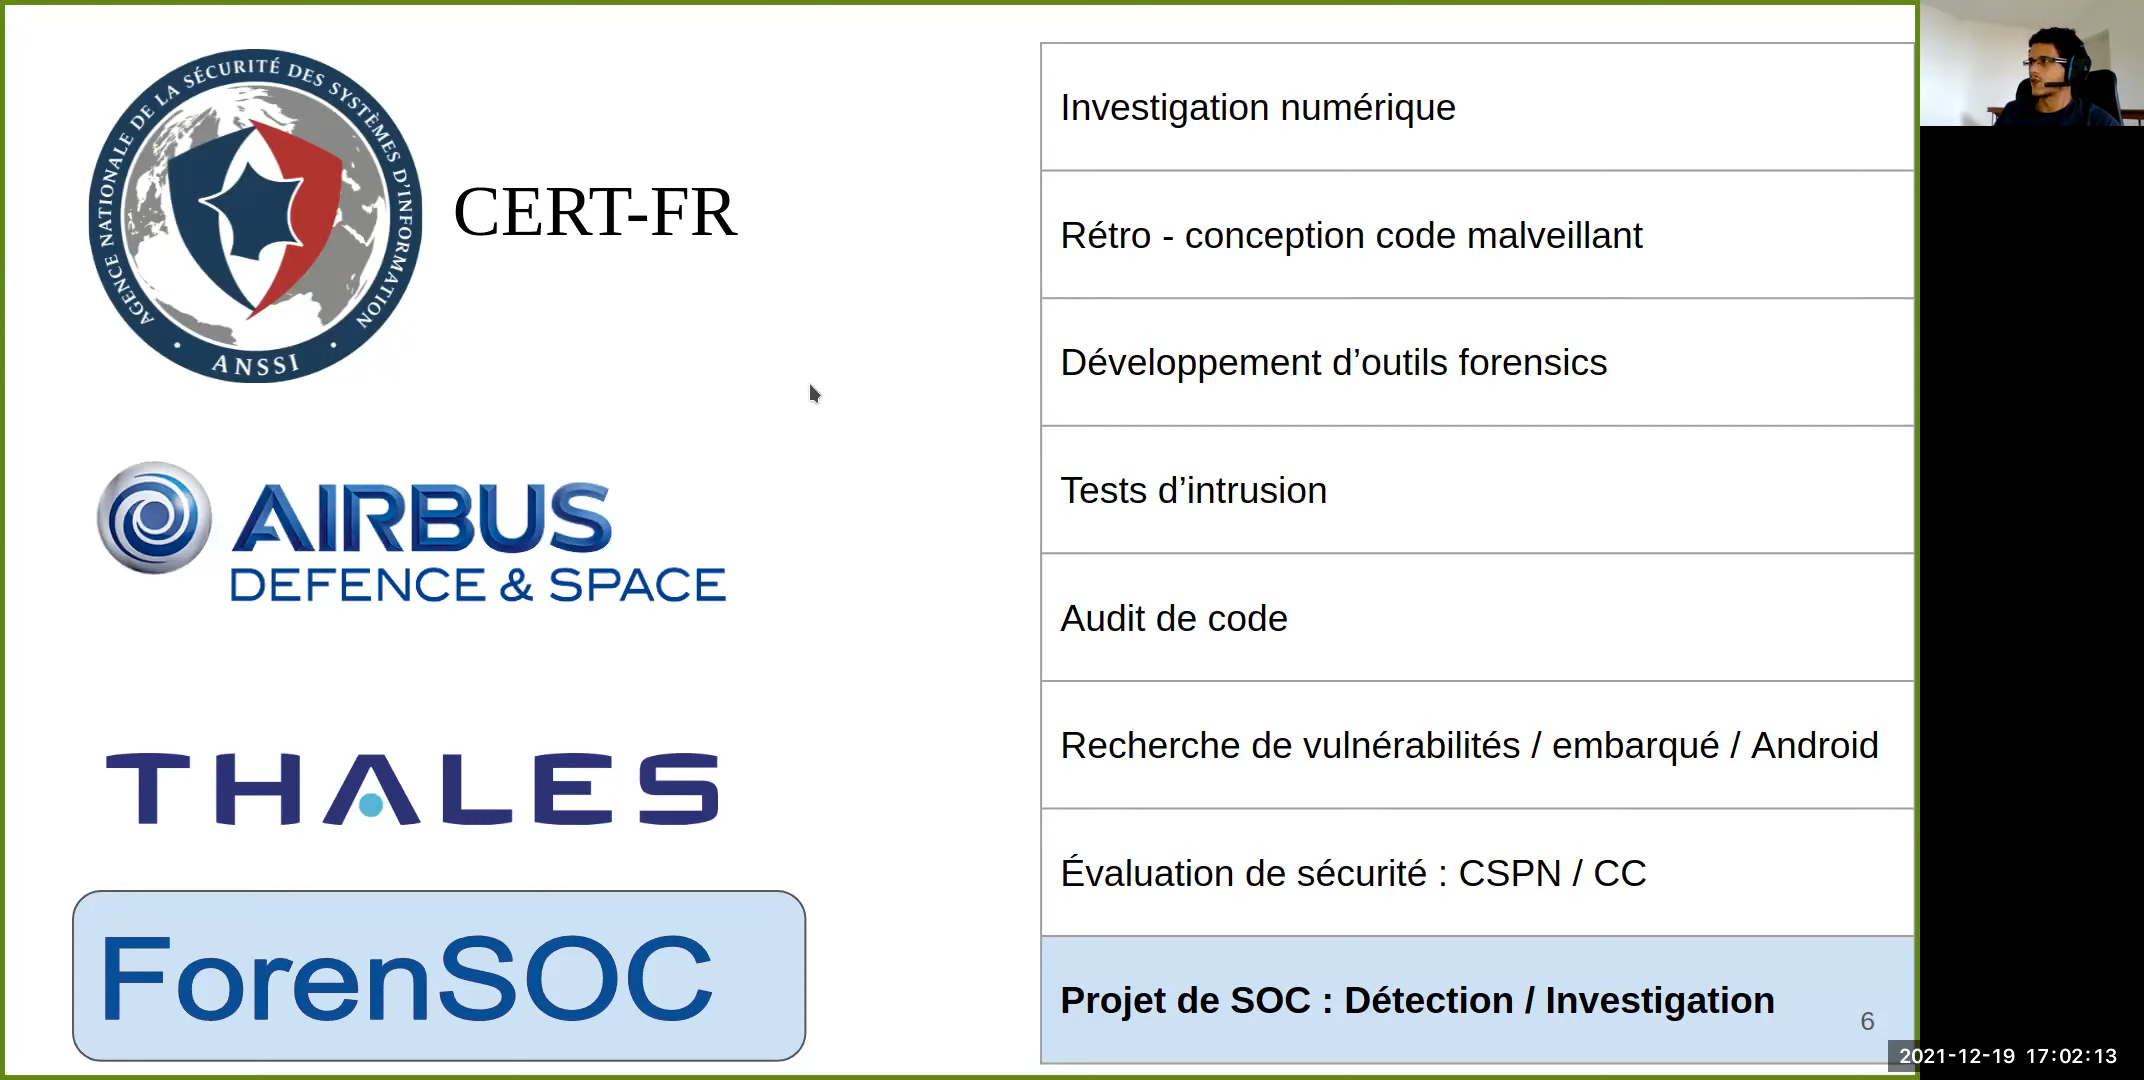 AGENCE NATIONALE DE LA SÉCURITÉ DES SYSTÈMES D'INFORMATION
• ANSSI •
CERT-FR
AIRBUS
DEFENCE & SPACE
THALES
ForenSOC
Investigation numérique
Rétro - conception code malveillant
Développement d’outils forensics
Tests d’intrusion
Audit de code
Recherche de vulnérabilités / embarqué / Android
Évaluation de sécurité : CSPN / CC
Projet de SOC : Détection / Investigation
6
2021-12-19 17:02:13